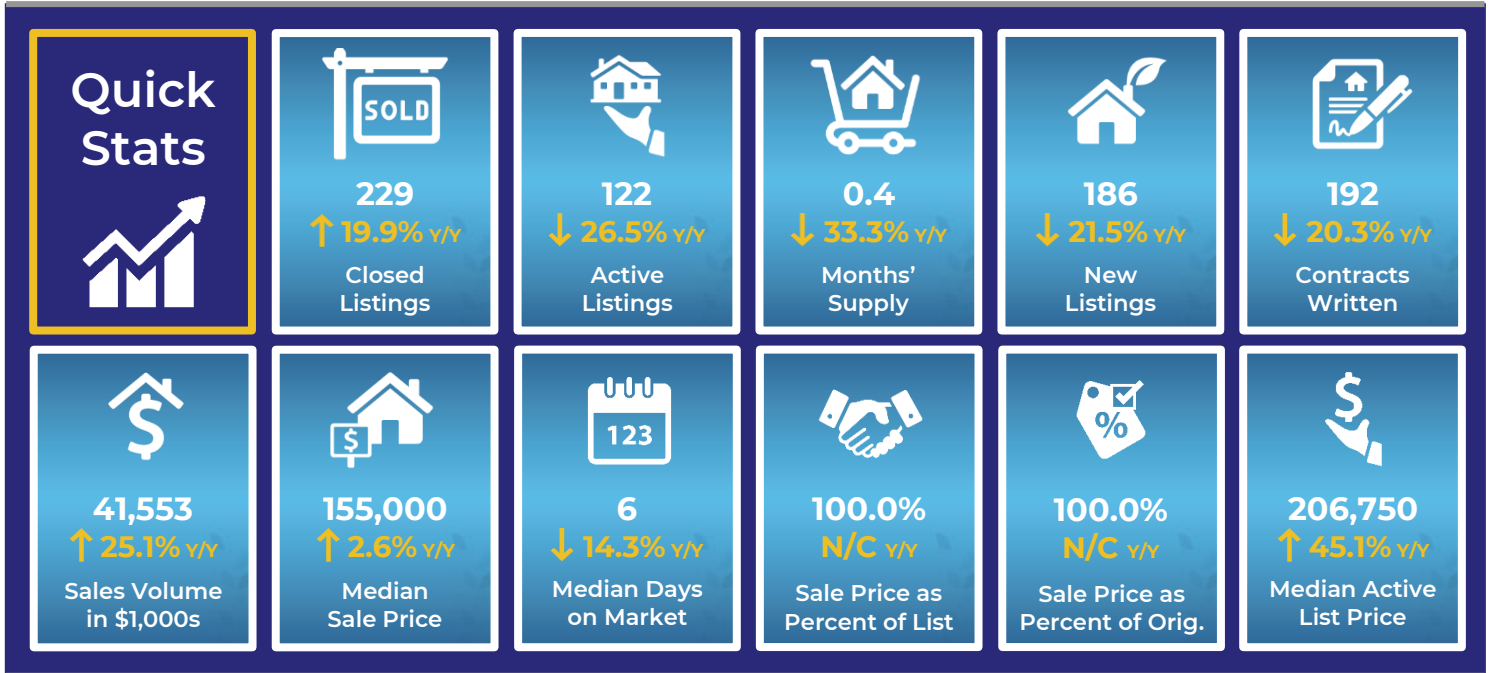 Quick
Stats
SOLD
229
↑ 19.9% Y/Y
Closed
Listings
122
↓ 26.5% Y/Y
Active
Listings
0.4
↓ 33.3% Y/Y
Months’
Supply
186
↓ 21.5% Y/Y
New
Listings
192
↓ 20.3% Y/Y
Contracts
Written
$
41,553
↑ 25.1% Y/Y
Sales Volume
in $1,000s
$
155,000
↑ 2.6% Y/Y
Median
Sale Price
123
6
↓ 14.3% Y/Y
Median Days
on Market
100.0%
N/C Y/Y
Sale Price as
Percent of List
%
100.0%
N/C Y/Y
Sale Price as
Percent of Orig.
$
206,750
↑ 45.1% Y/Y
Median Active
List Price